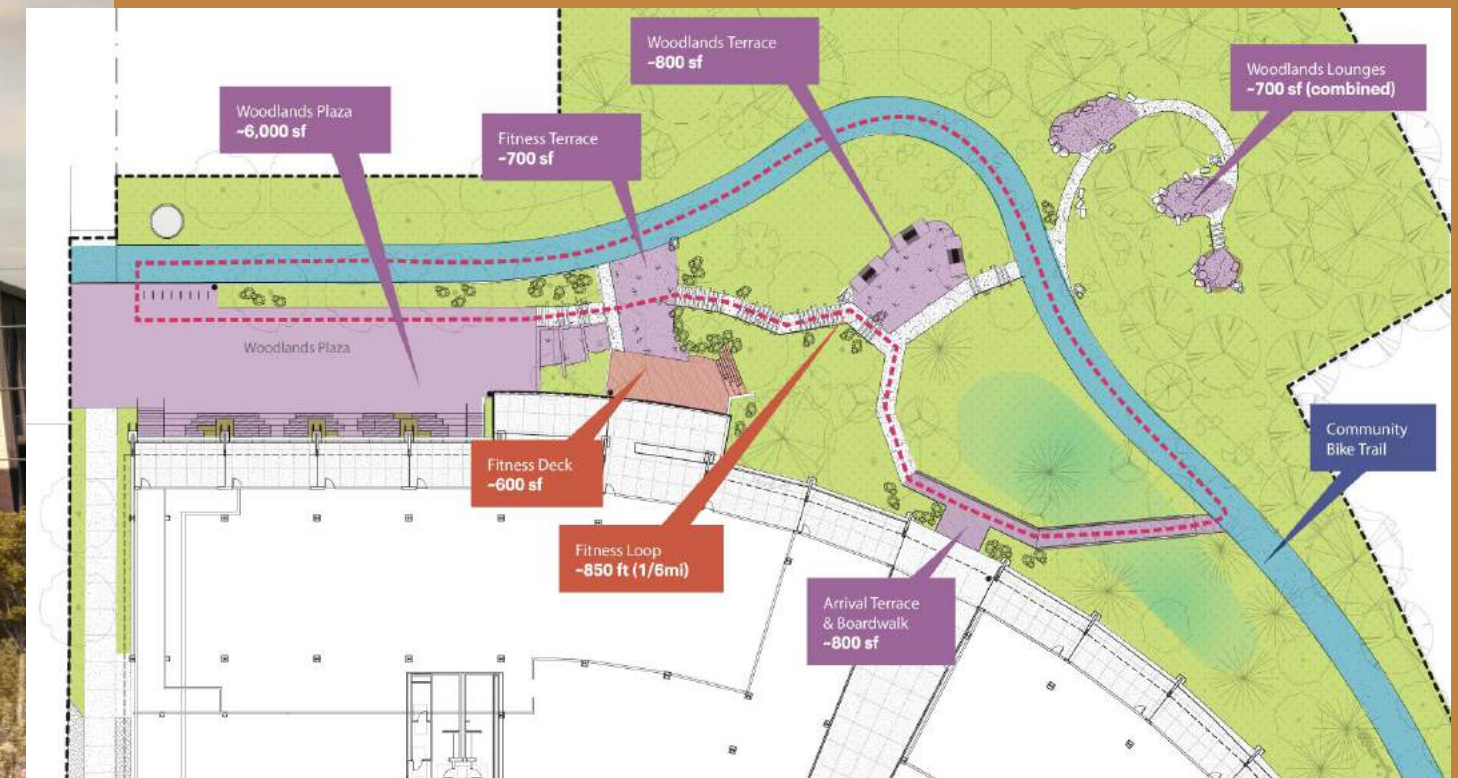 Woodlands Terrace
~800 sf
Woodlands Lounges
~700 sf (combined)
Woodlands Plaza
~6,000 sf
Fitness Terrace
~700 sf
Woodlands Plaza
Community
Bike Trail
Fitness Deck
~600 sf
Fitness Loop
~850 ft (1/6mi)
Arrival Terrace
& Boardwalk
~800 sf